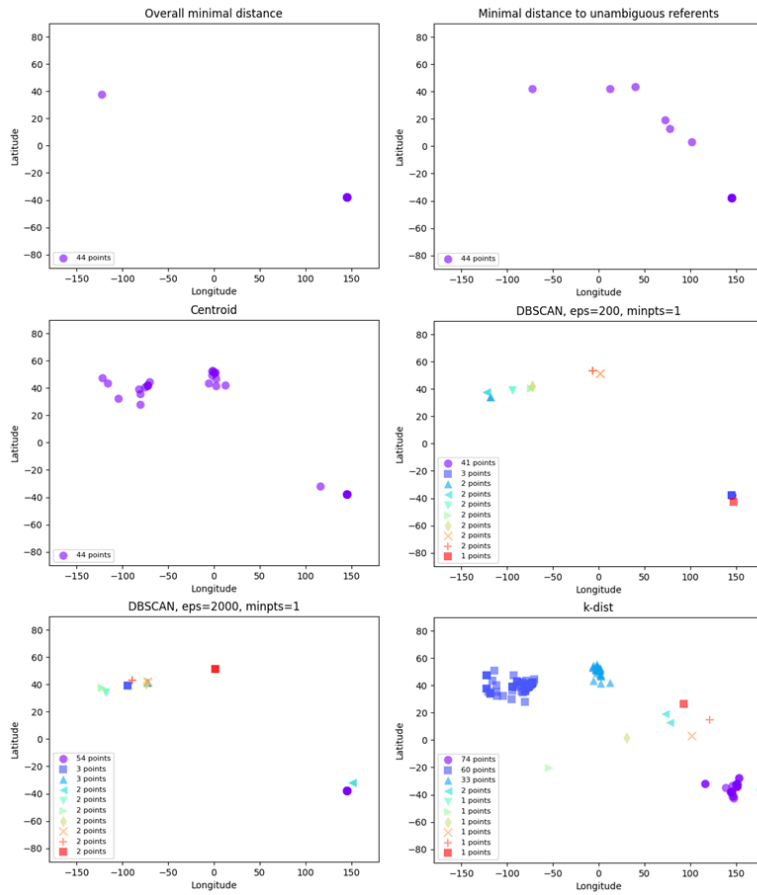 Overall minimal distance
80
60
40
20
0
−20
−40
−60
−80
Latitude
44 points
−150 −100 −50 0 50 100 150
Longitude
Minimal distance to unambiguous referents
80
60
40
20
0
−20
−40
−60
−80
Latitude
44 points
−150 −100 −50 0 50 100 150
Longitude
Centroid
80
60
40
20
0
−20
−40
−60
−80
Latitude
44 points
−150 −100 −50 0 50 100 150
Longitude
DBSCAN, eps=200, minpts=1
80
60
40
20
0
−20
−40
−60
−80
Latitude
41 points
3 points
2 points
2 points
2 points
2 points
2 points
2 points
2 points
1 points
−150 −100 −50 0 50 100 150
Longitude
DBSCAN, eps=2000, minpts=1
80
60
40
20
0
−20
−40
−60
−80
Latitude
54 points
3 points
3 points
2 points
2 points
2 points
2 points
2 points
2 points
2 points
−150 −100 −50 0 50 100 150
Longitude
k-dist
80
60
40
20
0
−20
−40
−60
−80
Latitude
74 points
60 points
33 points
2 points
1 points
1 points
1 points
1 points
1 points
1 points
−150 −100 −50 0 50 100 150
Longitude